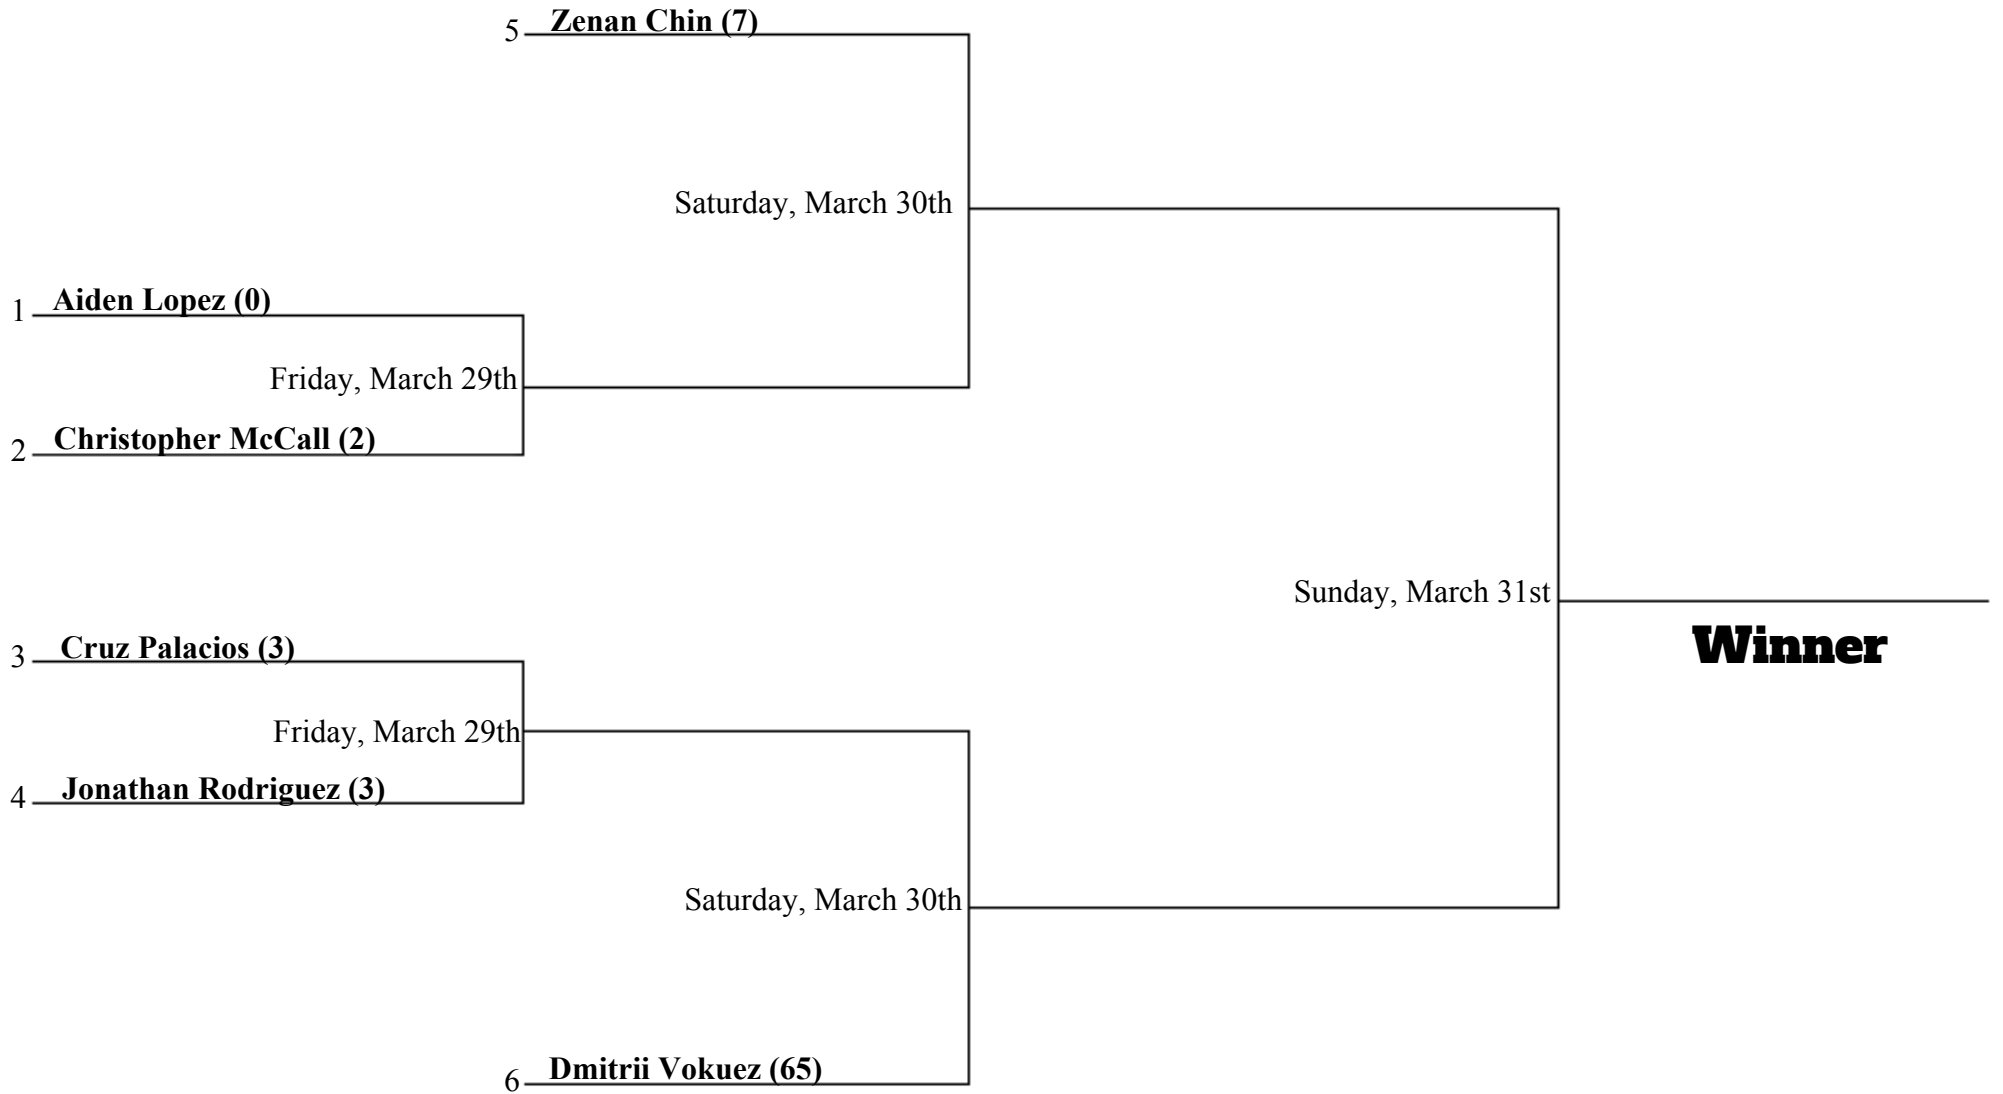 5 Zenan Chin (7)
Saturday, March 30th
1 Aiden Lopez (0)
Friday, March 29th
2 Christopher McCall (2)
Sunday, March 31st
Winner
3 Cruz Palacios (3)
Friday, March 29th
4 Jonathan Rodriguez (3)
Saturday, March 30th
6 Dmitrii Vokuez (65)